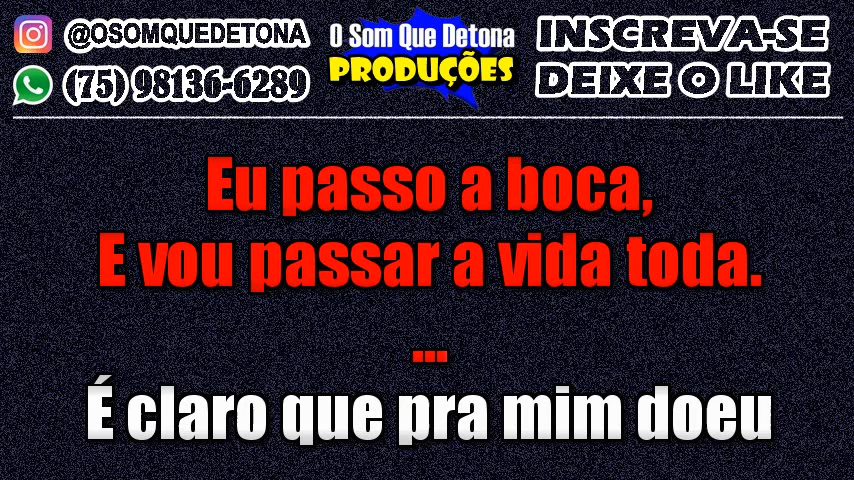 @OSOMQUEDETONA
(75) 98136-6289
O Som Que Detona
PRODUÇÕES
INSCREVA-SE
DEIXE O LIKE
Eu passo a boca,
E vou passar a vida toda.
...
É claro que pra mim doeu